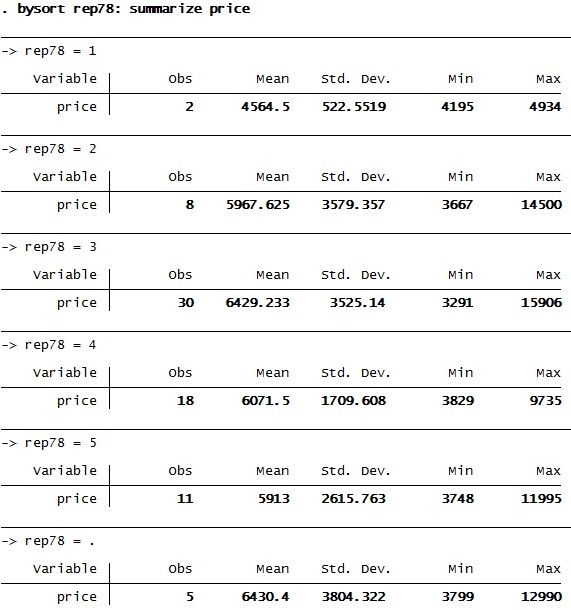 . bysort rep78: summarize price
-> rep78 = 1
Variable Obs Mean Std. Dev. Min Max
price 2 4564.5 522.5519 4195 4934
-> rep78 = 2
Variable Obs Mean Std. Dev. Min Max
price 8 5967.625 3579.357 3667 14500
-> rep78 = 3
Variable Obs Mean Std. Dev. Min Max
price 30 6429.233 3525.14 3291 15906
-> rep78 = 4
Variable Obs Mean Std. Dev. Min Max
price 18 6071.5 1709.608 3829 9735
-> rep78 = 5
Variable Obs Mean Std. Dev. Min Max
price 11 5913 2615.763 3748 11995
-> rep78 = .
Variable Obs Mean Std. Dev. Min Max
price 5 6430.4 3804.322 3799 12990